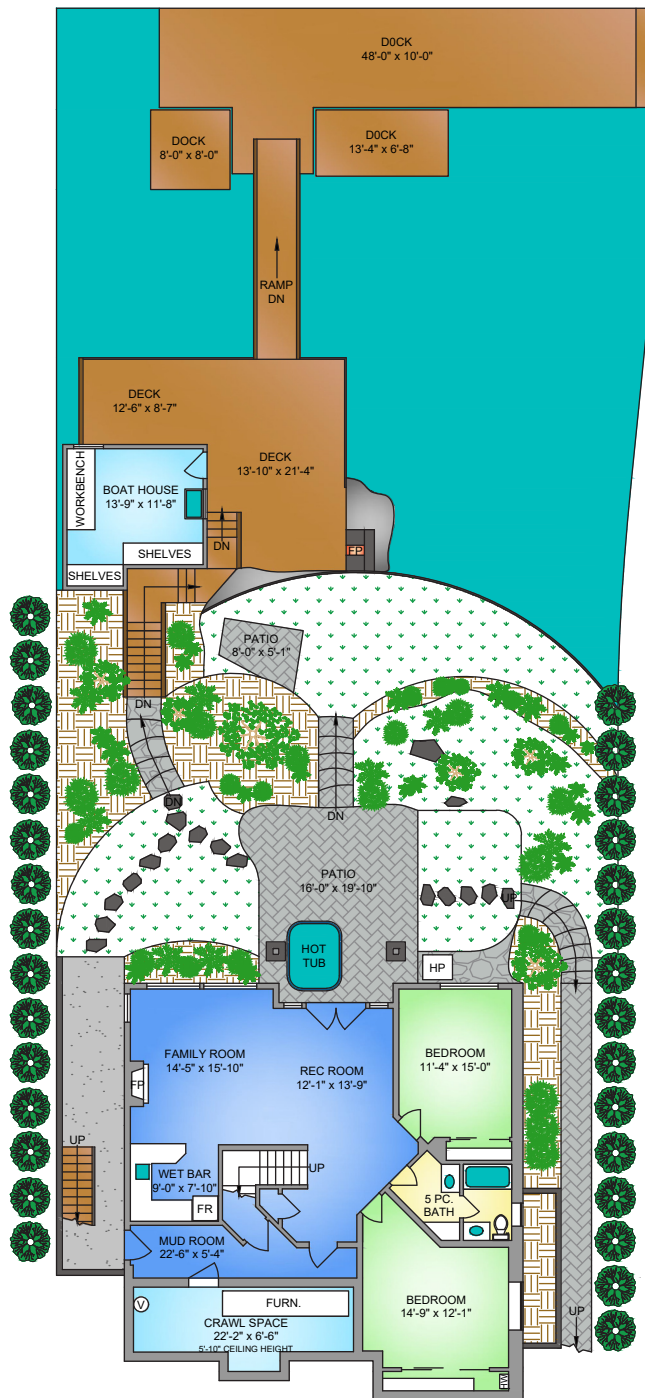 D0CK
48'-0" x 10'-0"
DOCK
8'-0" x 8'-0"
D0CK
13'-4" x 6'-8"
RAMP
DN
DECK
12'-6" x 8'-7"
DECK
13'-10" x 21'-4"
WORKBENCH
BOAT HOUSE
13'-9" x 11'-8"
SHELVES
SHELVES
DN
FP
PATIO
8'-0" x 5'-1"
DN
DN
DN
PATIO
16'-0" x 19'-10"
UP
HOT
TUB
HP
FAMILY ROOM
14'-5" x 15'-10"
REC ROOM
12'-1" x 13'-9"
BEDROOM
11'-4" x 15'-0"
FP
UP
WET BAR
9'-0" x 7'-10"
FR
UP
5 PC.
BATH
MUD ROOM
22'-6" x 5'-4"
FURN.
V
CRAWL SPACE
22'-2" x 6'-6"
5'-10" CEILING HEIGHT
BEDROOM
14'-9" x 12'-1"
UP
HW